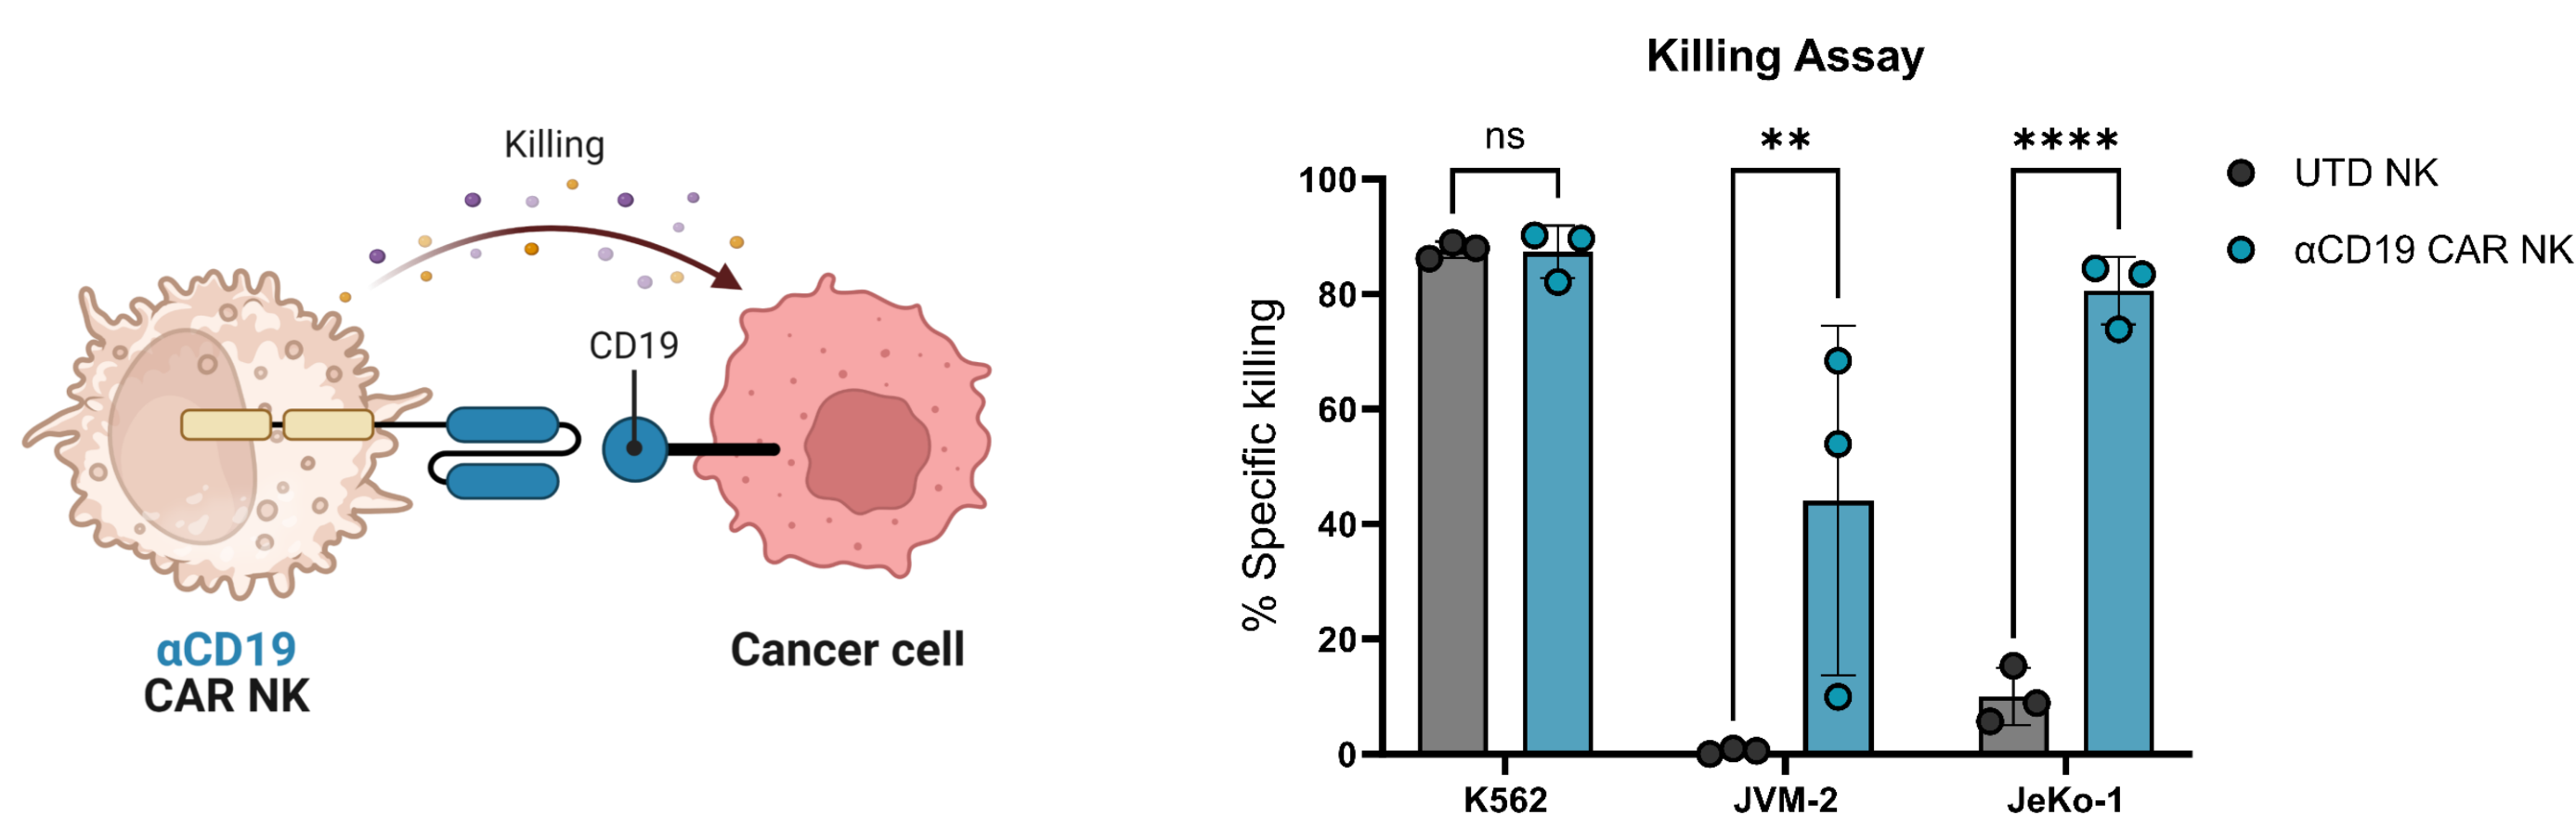 Killing
CD19
αCD19
CAR NK
Cancer cell
Killing Assay
% Specific killing
100
80
60
40
20
0
ns
**
****
K562
JVM-2
JeKo-1
UTD NK
αCD19 CAR NK